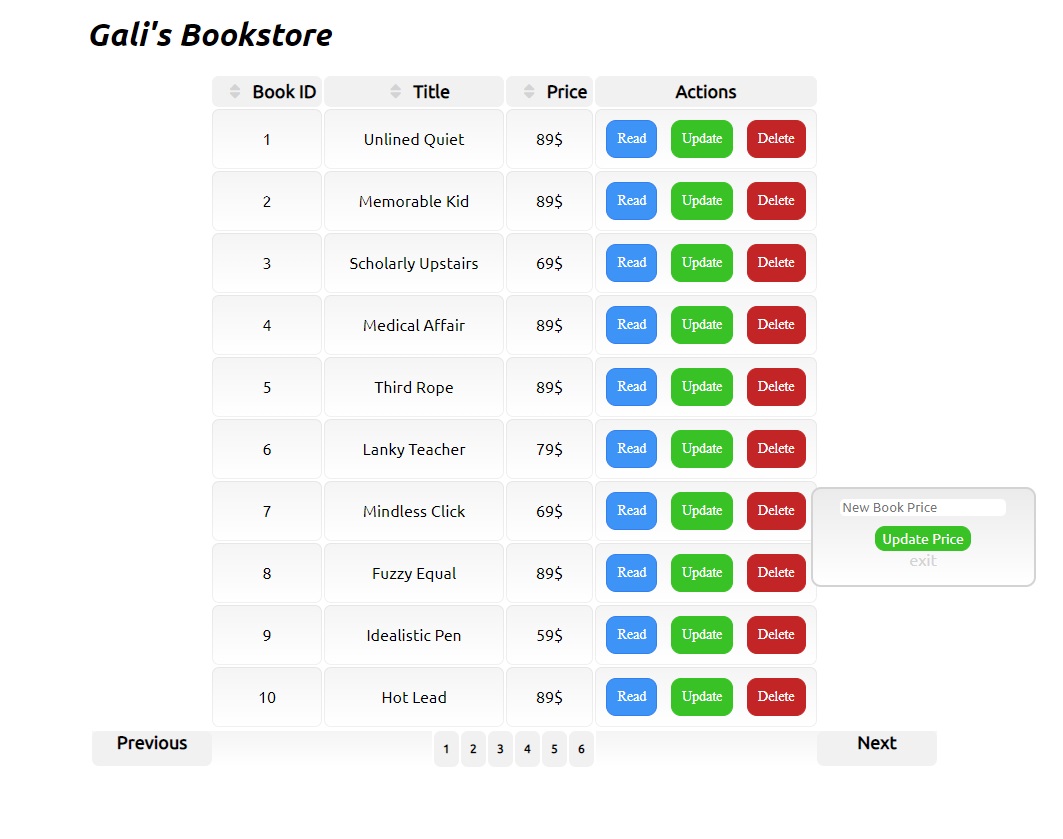 Gali's Bookstore
Book ID Title Price Actions
1 Unlined Quiet 89$ Read Update Delete
2 Memorable Kid 89$ Read Update Delete
3 Scholarly Upstairs 69$ Read Update Delete
4 Medical Affair 89$ Read Update Delete
5 Third Rope 89$ Read Update Delete
6 Lanky Teacher 79$ Read Update Delete
7 Mindless Click 69$ Read Update Delete
New Book Price
Update Price
exit
8 Fuzzy Equal 89$ Read Update Delete
9 Idealistic Pen 59$ Read Update Delete
10 Hot Lead 89$ Read Update Delete
Previous 1 2 3 4 5 6 Next